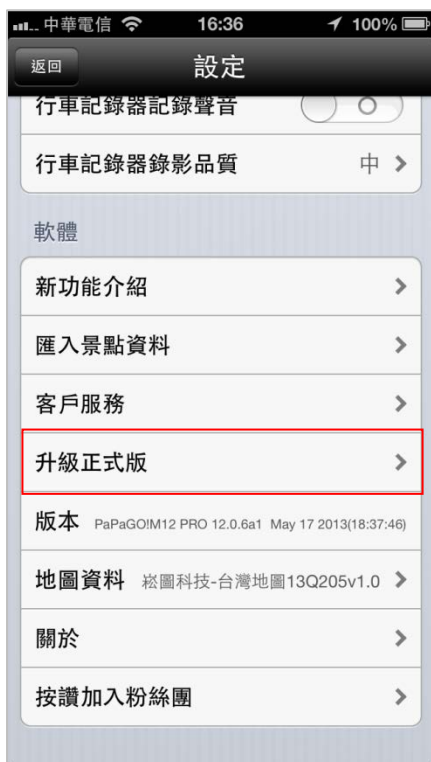 中華電信 16:36 100%
返回 設定
行車記錄器記錄聲音
行車記錄器錄影品質 中
軟體
新功能介紹
匯入景點資料
客戶服務
升級正式版
版本 PaPaGO!M12 PRO 12.0.6a1 May 17 2013(18:37:46)
地圖資料 崧圖科技-台灣地圖13Q205v1.0
關於
按讚加入粉絲團